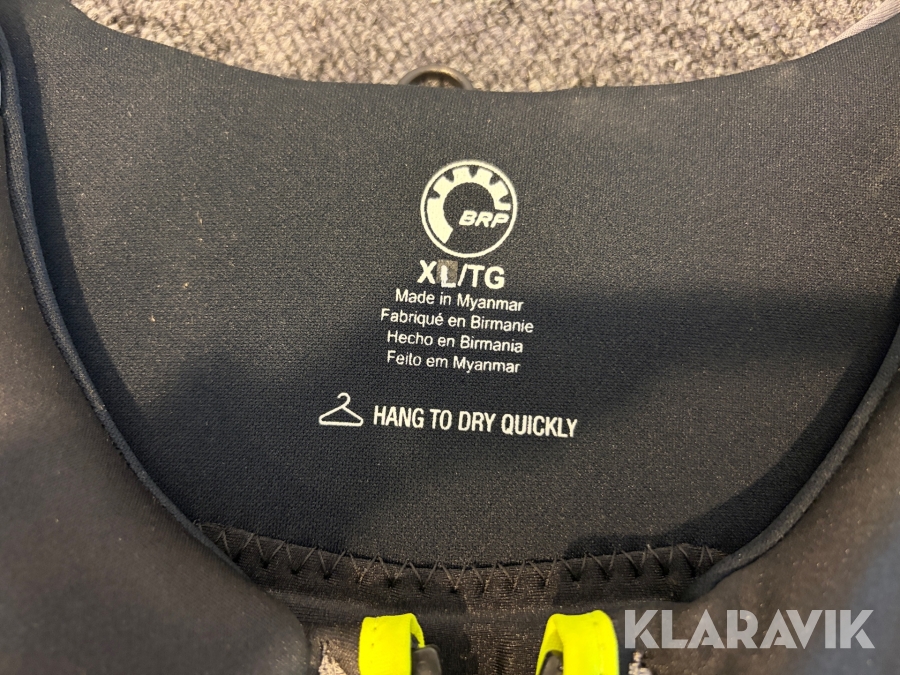 BRP
XL/TG
Made in Myanmar
Fabriqué en Birmanie
Hecho en Birmania
Feito em Myanmar
HANG TO DRY QUICKLY
KLARAVIK